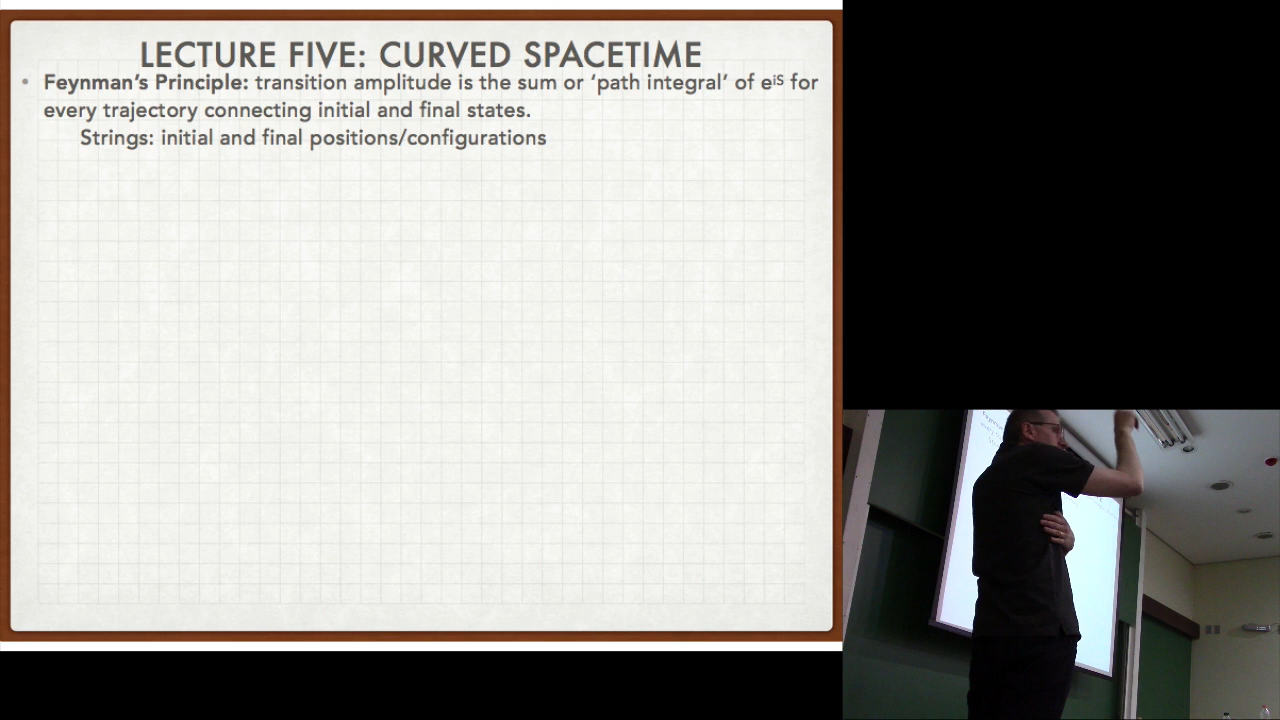 LECTURE FIVE: CURVED SPACETIME
• Feynman's Principle: transition amplitude is the sum or 'path integral' of eⁱˢ for
every trajectory connecting initial and final states.
Strings: initial and final positions/configurations